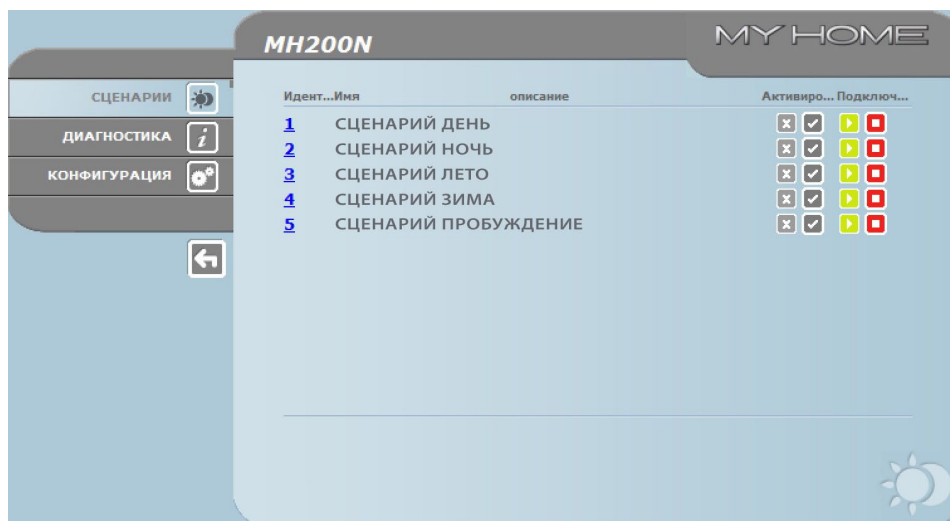 MH200N
MY HOME
СЦЕНАРИИ
ДИАГНОСТИКА
КОНФИГУРАЦИЯ
Идент...Имя описание Активиро... Подключ...
1 СЦЕНАРИЙ ДЕНЬ
2 СЦЕНАРИЙ НОЧЬ
3 СЦЕНАРИЙ ЛЕТО
4 СЦЕНАРИЙ ЗИМА
5 СЦЕНАРИЙ ПРОБУЖДЕНИЕ